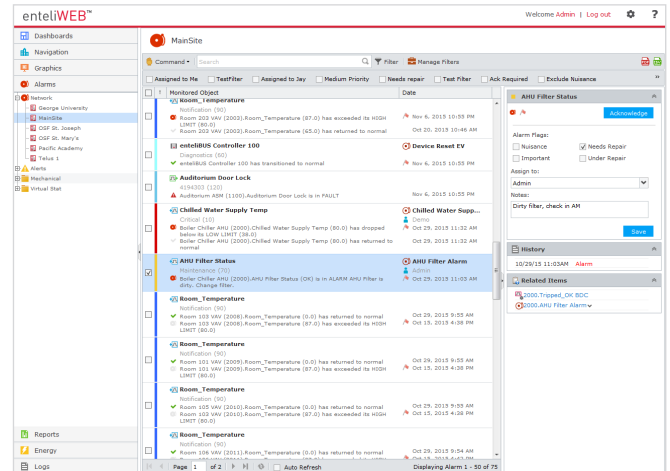 enteliWEB™
Welcome Admin | Log out
Dashboards
Navigation
Graphics
Alarms
Network
George University
MainSite
OSF St. Joseph
OSF St. Mary's
Pacific Academy
Telus 1
Alerts
Mechanical
Virtual Stat
Reports
Energy
Logs
MainSite
Command
Search
Filter
Manage Filters
Assigned to Me
TestFilter
Assigned to Jay
Medium Priority
Needs repair
Test Filter
Ack Required
Exclude Nuisance
»
! Monitored Object Date
Room_Temperature
Notification (90)
Room 203 VAV (2003).Room_Temperature (87.0) has exceeded its HIGH Nov 6, 2015 10:55 PM
LIMIT (80.0)
Room 203 VAV (2003).Room_Temperature (65.0) has returned to normal Oct 20, 2015 10:46 AM
enteliBUS Controller 100 Device Reset EV
Diagnostics (60)
enteliBUS Controller 100 has transitioned to normal Nov 6, 2015 10:55 PM
Auditorium Door Lock
4194303 (120)
Auditorium ASM (1100).Auditorium Door Lock is in FAULT Nov 6, 2015 10:55 PM
Chilled Water Supply Temp Chilled Water Supp...
Critical (10) Demo
Boiler Chiller AHU (2000).Chilled Water Supply Temp (80.0) has dropped Oct 29, 2015 11:32 AM
below its LOW LIMIT (36.0)
Boiler Chiller AHU (2000).Chilled Water Supply Temp (80.0) has returned to Oct 29, 2015 11:32 AM
normal
AHU Filter Status AHU Filter Alarm
Maintenance (70) Admin
Boiler Chiller AHU (2000).AHU Filter Status (OK) is in ALARM AHU Filter is Oct 29, 2015 11:03 AM
dirty. Change filter.
Room_Temperature
Notification (90)
Room 103 VAV (2008).Room_Temperature (0.0) has returned to normal Oct 29, 2015 9:55 AM
Room 103 VAV (2008).Room_Temperature (87.0) has exceeded its HIGH Oct 15, 2015 4:38 PM
LIMIT (80.0)
Room_Temperature
Notification (90)
Room 101 VAV (2009).Room_Temperature (0.0) has returned to normal Oct 29, 2015 9:55 AM
Room 101 VAV (2009).Room_Temperature (87.0) has exceeded its HIGH Oct 15, 2015 4:38 PM
LIMIT (80.0)
Room_Temperature
Notification (90)
Room 105 VAV (2010).Room_Temperature (0.0) has returned to normal Oct 29, 2015 9:55 AM
Room 103 VAV (2010).Room_Temperature (87.0) has exceeded its HIGH Oct 15, 2015 4:38 PM
LIMIT (80.0)
Room_Temperature
Notification (90)
Room 106 VAV (2011).Room_Temperature (0.0) has returned to normal Oct 29, 2015 9:54 AM
Page 1 of 2 Auto Refresh Displaying Alarm 1 - 50 of 75
AHU Filter Status
Acknowledge
Alarm Flags:
Nuisance Needs Repair
Important Under Repair
Assign to:
Admin
Notes:
Dirty filter, check in AM
Save
History
10/29/15 11:03AM Alarm
Related Items
2000.Tripped_OK BDC
2000.AHU Filter Alarm